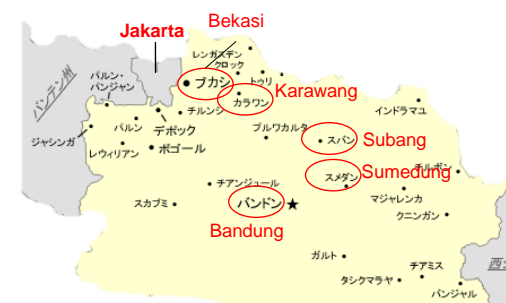 Bekasi
Jakarta
レンガスデン
クロック
トゥリ
ブカシ
カラワン
Karawang
バンテン州
パルン・
パンジャン
チルンシ
インドラマユ
デポック
パルン
ジャシンガ
レウィリアン
ボゴール
プルワカルタ
スバン
Subang
チルボン
スメダン
Sumedung
チアンジュール
マジャレンカ
スカブミ
バンドン ★
クニンガン
Bandung
ガルト
チアミス
タシクマラヤ
バンジャル